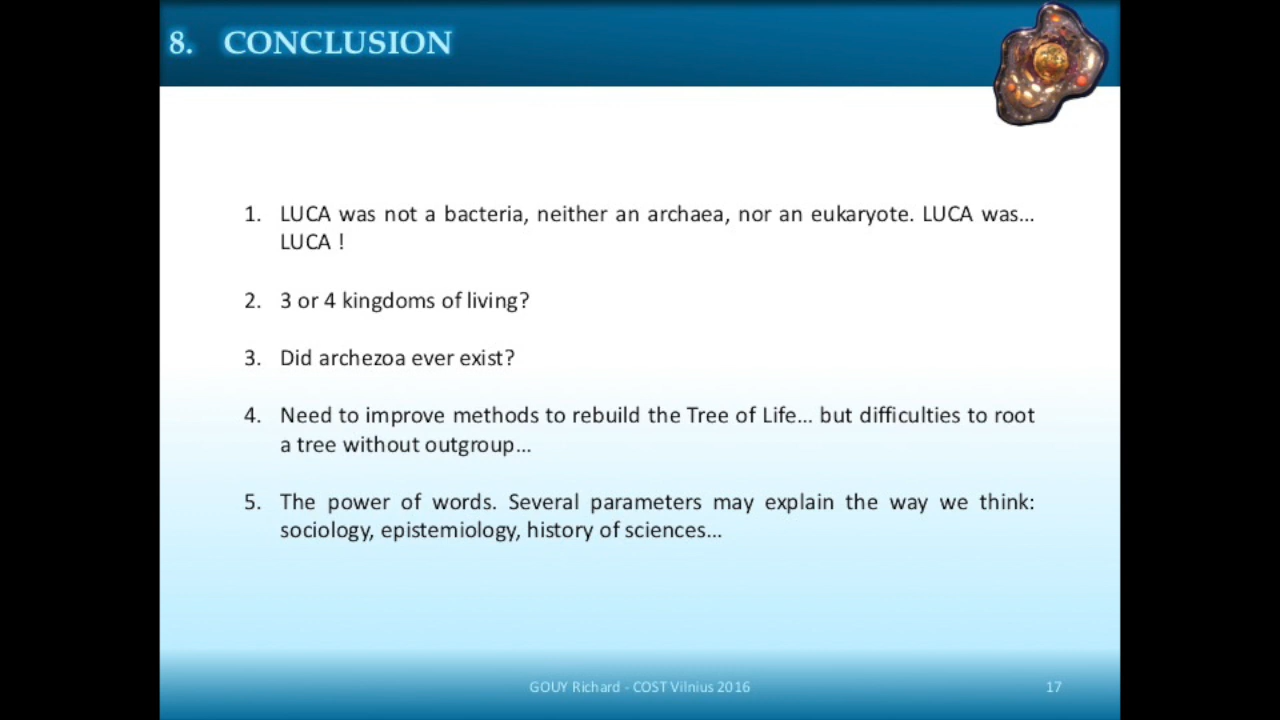 8. CONCLUSION
1. LUCA was not a bacteria, neither an archaea, nor an eukaryote. LUCA was...
LUCA !
2. 3 or 4 kingdoms of living?
3. Did archezoa ever exist?
4. Need to improve methods to rebuild the Tree of Life... but difficulties to root
a tree without outgroup...
5. The power of words. Several parameters may explain the way we think:
sociology, epistemiology, history of sciences...
GOUY Richard - COST Vilnius 2016
17